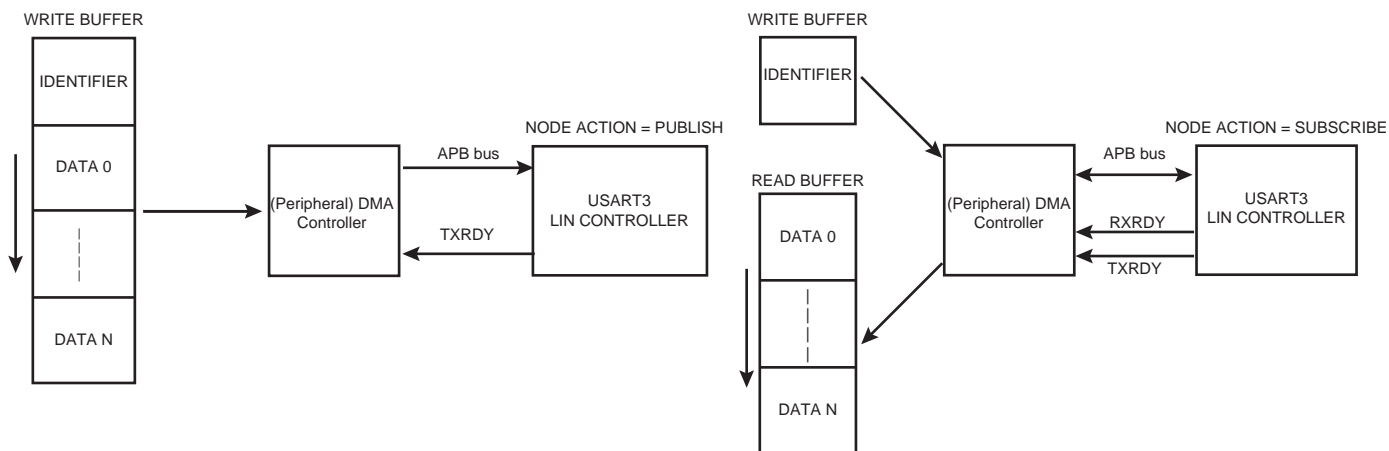 WRITE BUFFER
IDENTIFIER
DATA 0
DATA N
(Peripheral) DMA
Controller
APB bus
TXRDY
NODE ACTION = PUBLISH
USART3
LIN CONTROLLER
WRITE BUFFER
IDENTIFIER
READ BUFFER
DATA 0
DATA N
(Peripheral) DMA
Controller
APB bus
RXRDY
TXRDY
NODE ACTION = SUBSCRIBE
USART3
LIN CONTROLLER